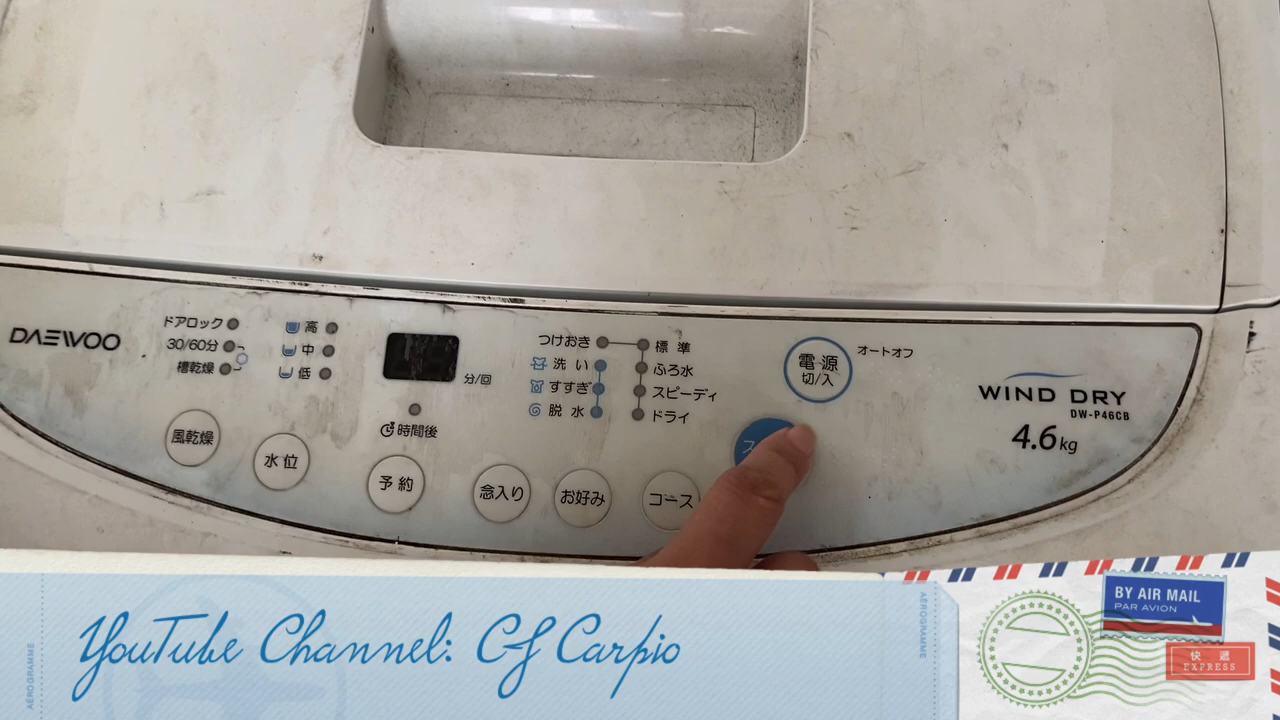 DAEWOO
ドアロック
30/60分
槽乾燥
高
中
低
分/回
時間後
つけおき
洗い
すすぎ
脱水
標準
ふろ水
スピーディ
ドライ
電源
切/入
オートオフ
WIND DRY
DW-P46CB
4.6kg
風乾燥
水位
予約
念入り
お好み
コース
ス
YouTube Channel: CF Carpio
AÉROGRAMME
AÉROGRAMME
BY AIR MAIL
PAR AVION
快遞
EXPRESS